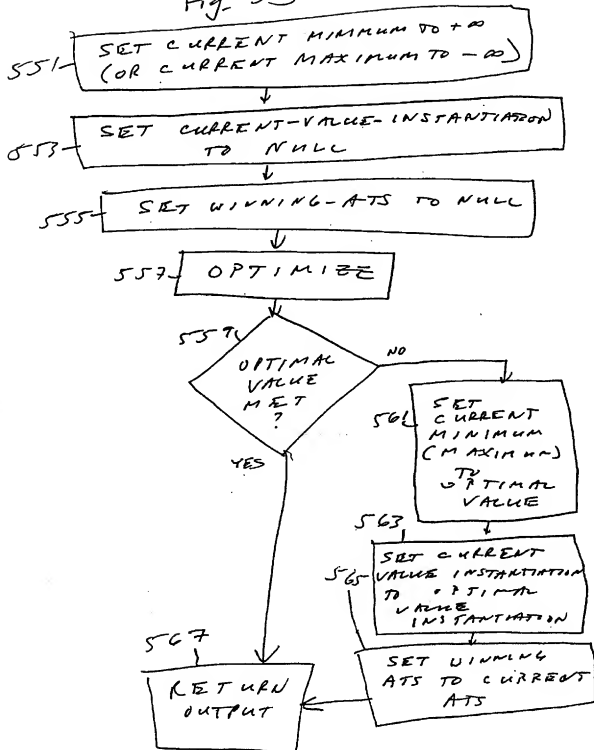 Fig. 55
551
SET CURRENT MINIMUM TO +∞
(OR CURRENT MAXIMUM TO -∞)
553
SET CURRENT-VALUE-INSTANTIATION
TO NULL
555
SET WINNING-ATS TO NULL
557
OPTIMIZE
559
OPTIMAL
VALUE
MET
?
NO
YES
561
SET
CURRENT
MINIMUM
(MAXIMUM)
TO
OPTIMAL
VALUE
563
SET CURRENT
VALUE INSTANTIATION
TO OPTIMAL
VALUE
INSTANTIATION
565
SET WINNING
ATS TO CURRENT
ATS
567
RETURN
OUTPUT